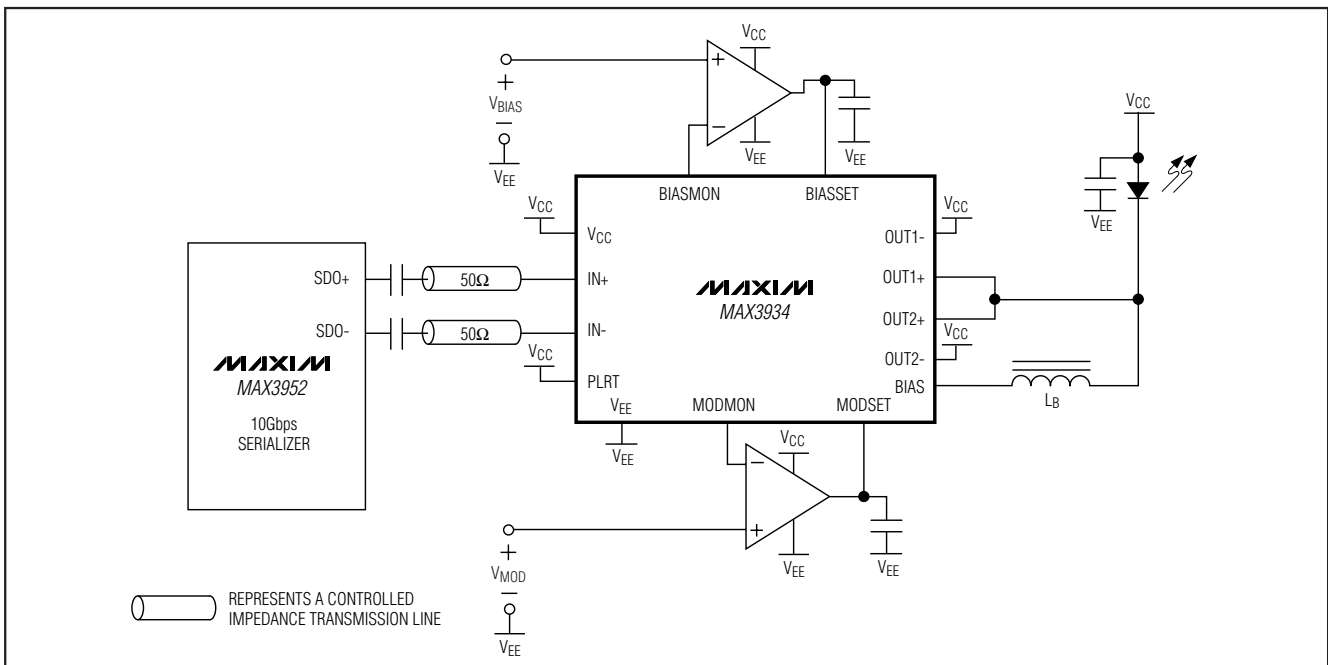 VCC
+
VBIAS
−
VEE
+
−
VEE
VEE
VCC
VEE
BIASMON
BIASSET
VCC
VCC
OUT1-
VCC
SDO+
50Ω
IN+
OUT1+
MAXIM
MAX3934
SDO-
50Ω
IN-
OUT2+
VCC
VCC
OUT2-
MAXIM
MAX3952
PLRT
BIAS
LB
10Gbps
SERIALIZER
VEE
MODMON
MODSET
VEE
VCC
−
+
VEE
VEE
+
VMOD
−
VEE
REPRESENTS A CONTROLLED
IMPEDANCE TRANSMISSION LINE